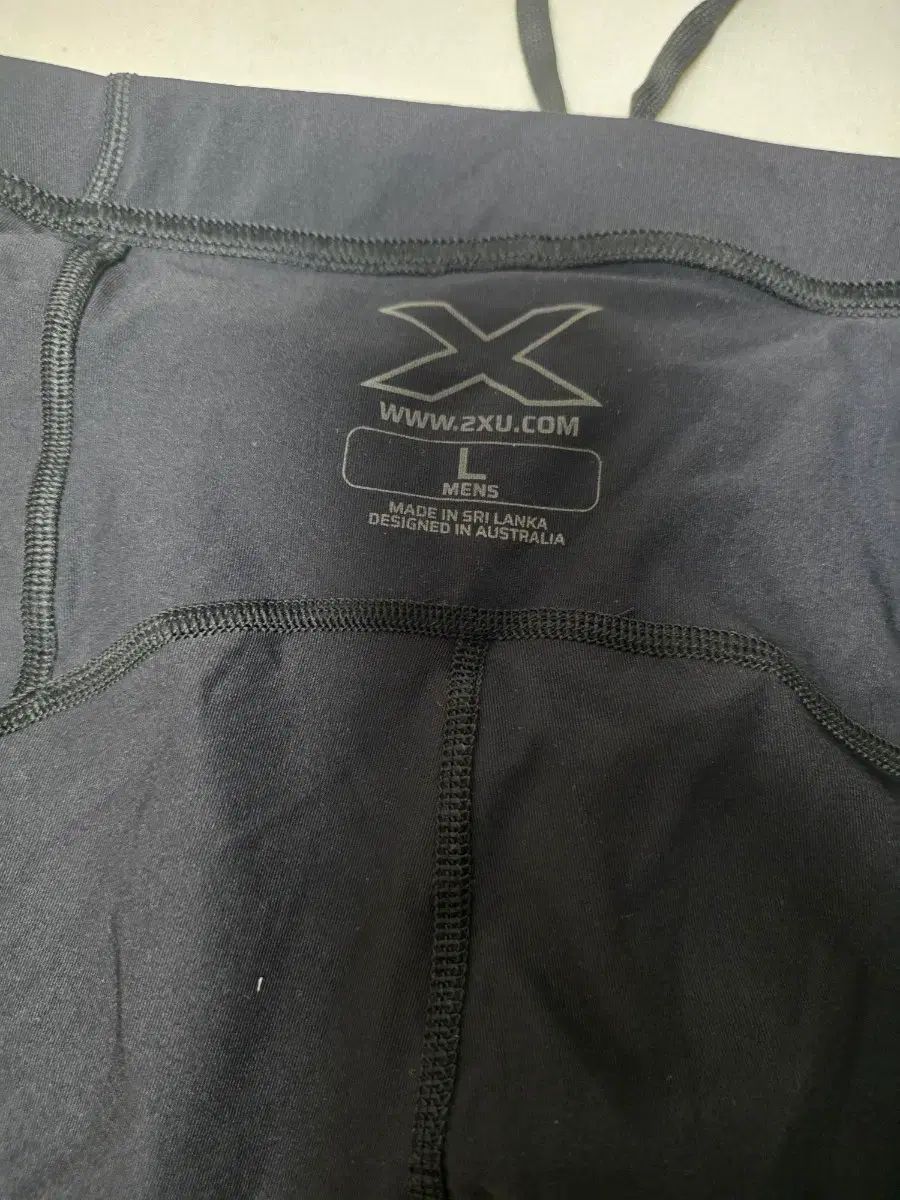 X
WWW.2XU.COM
L
MENS
MADE IN SRI LANKA
DESIGNED IN AUSTRALIA